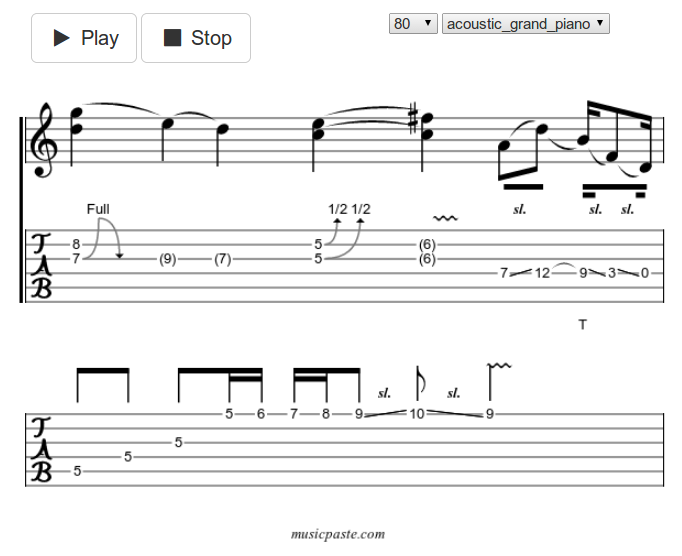 Play Stop 80 acoustic_grand_piano
sl. sl. sl.
Full 1/2 1/2
8 5 (6)
7 (9) (7) 5 (6)
7 12 9 3 0
TAB
T
sl. sl.
5 6 7 8 9 10 9
5
5
5
TAB
musicpaste.com